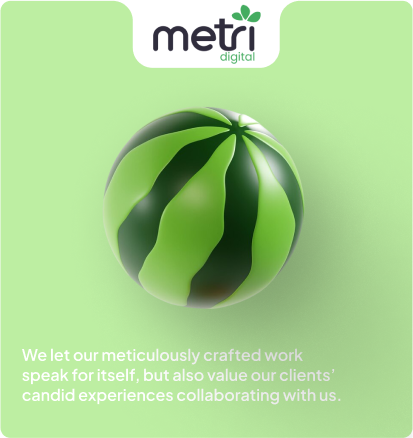 metri
digital
We let our meticulously crafted work
speak for itself, but also value our clients’
candid experiences collaborating with us.